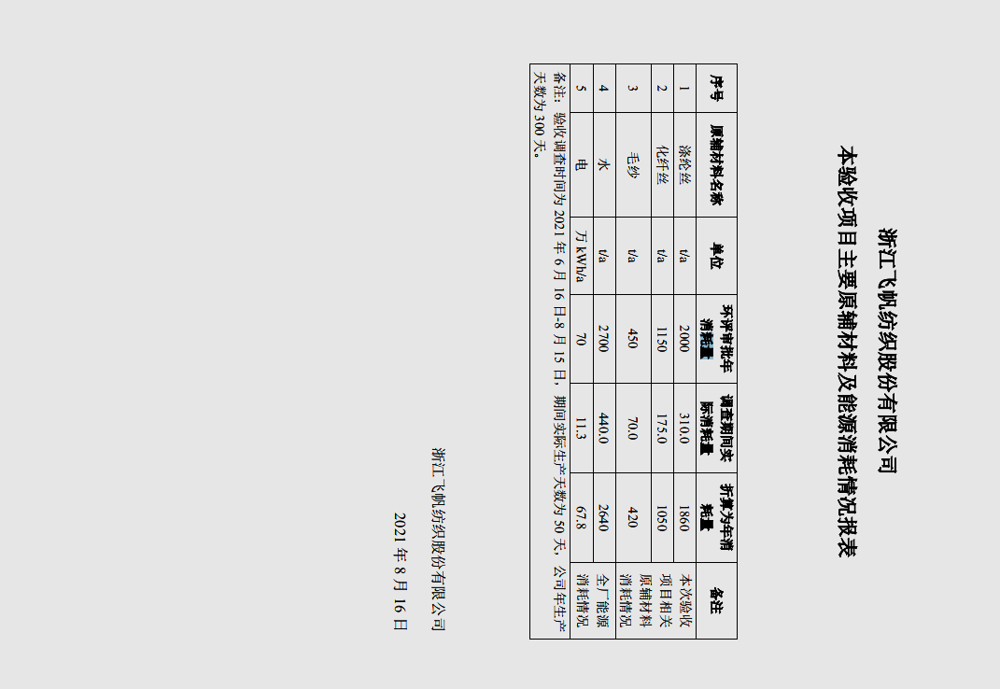 浙江飞帆纺织股份有限公司
本验收项目主要原辅材料及能源消耗情况报表
序号 原辅材料名称 单位 环评审批年消耗量 调查期间实际消耗量 折算为年消耗量 备注
1 涤纶丝 t/a 2000 310.0 1860 本次验收项目相关原辅材料消耗情况
2 化纤丝 t/a 1150 175.0 1050
3 毛纱 t/a 450 70.0 420
4 水 t/a 2700 440.0 2640 全厂能源消耗情况
5 电 万 kWh/a 70 11.3 67.8
备注：验收调查时间为 2021 年 6 月 16 日-8 月 15 日，期间实际生产天数为 50 天，公司年生产
天数为 300 天。
浙江飞帆纺织股份有限公司
2021 年 8 月 16 日